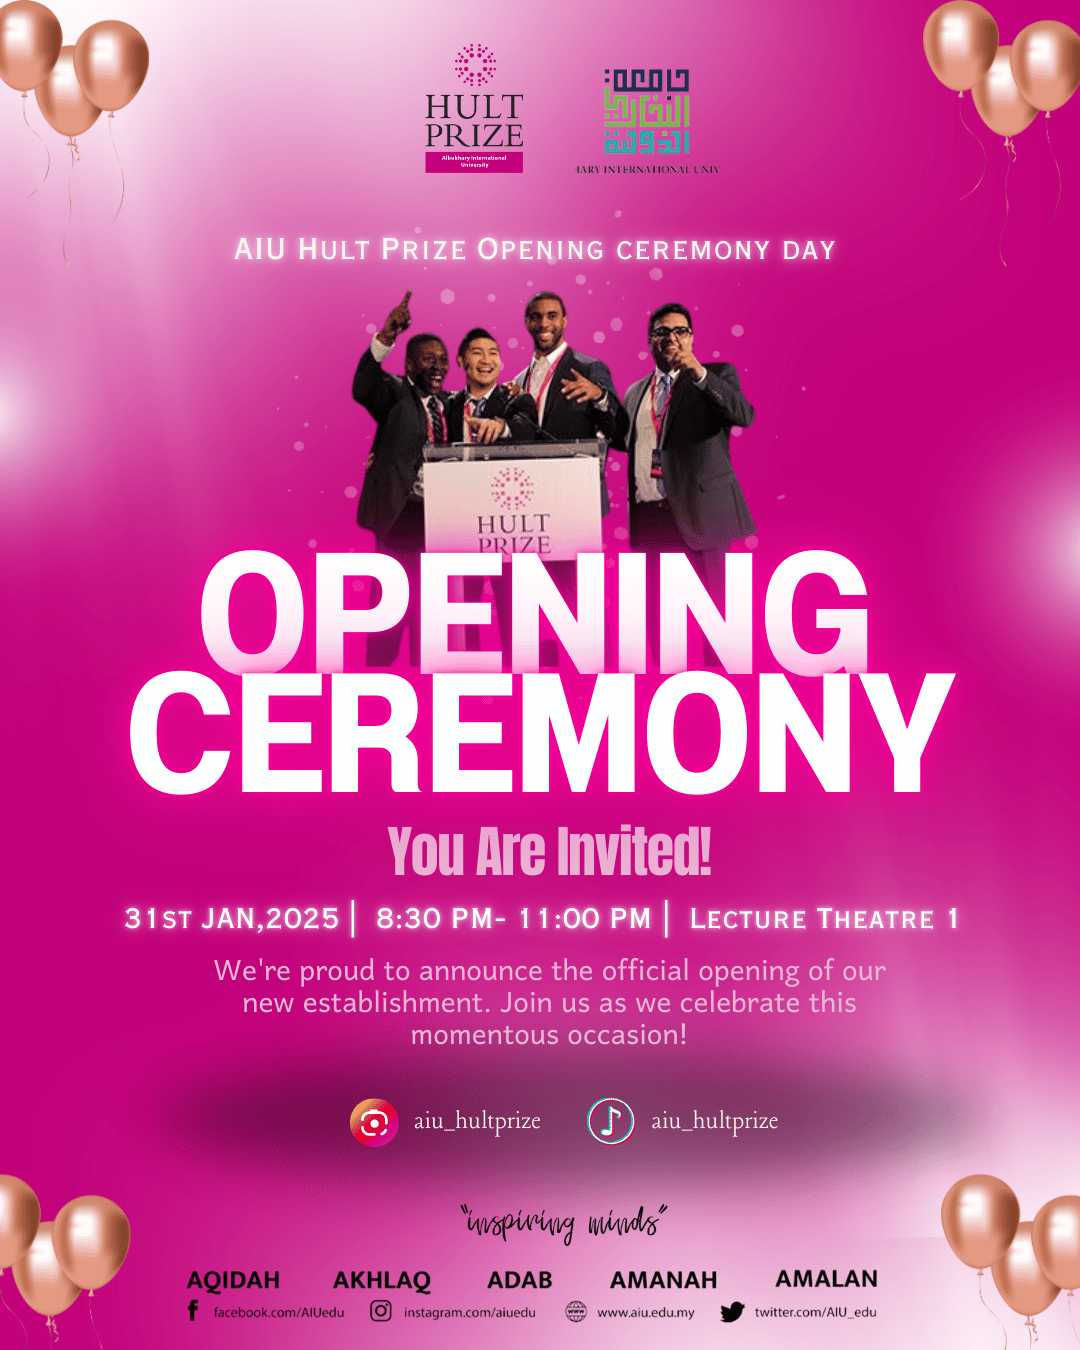 HULT
PRIZE
Albukhary International
University
جامعة
البخاري
الدولية
HARY INTERNATIONAL UNIV
AIU HULT PRIZE OPENING CEREMONY DAY
HULT
PRIZE
OPENING
CEREMONY
You Are Invited!
31ST JAN,2025 | 8:30 PM- 11:00 PM | LECTURE THEATRE 1
We're proud to announce the official opening of our
new establishment. Join us as we celebrate this
momentous occasion!
aiu_hultprize aiu_hultprize
"inspiring minds"
AQIDAH AKHLAQ ADAB AMANAH AMALAN
facebook.com/AIUedu instagram.com/aiuedu www.aiu.edu.my twitter.com/AIU_edu